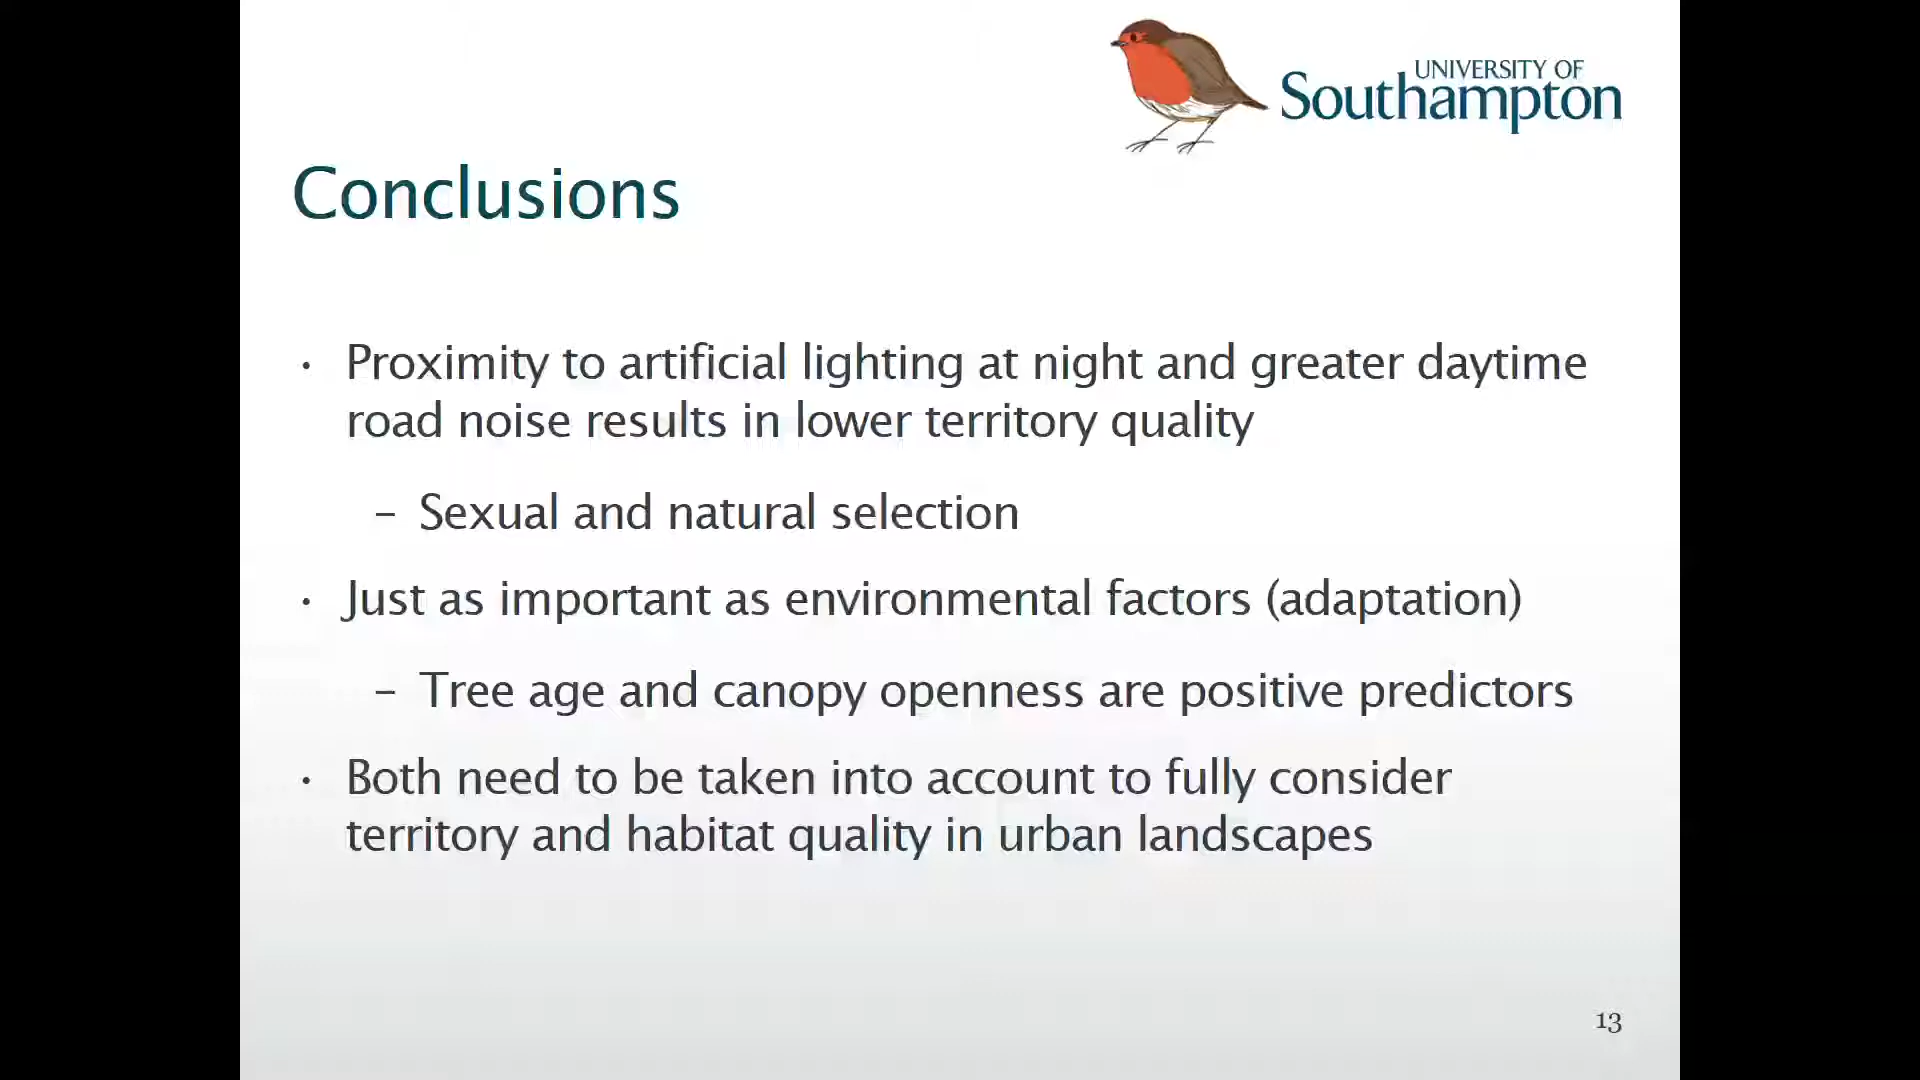 UNIVERSITY OF
Southampton
Conclusions
• Proximity to artificial lighting at night and greater daytime
road noise results in lower territory quality
– Sexual and natural selection
• Just as important as environmental factors (adaptation)
– Tree age and canopy openness are positive predictors
• Both need to be taken into account to fully consider
territory and habitat quality in urban landscapes
13